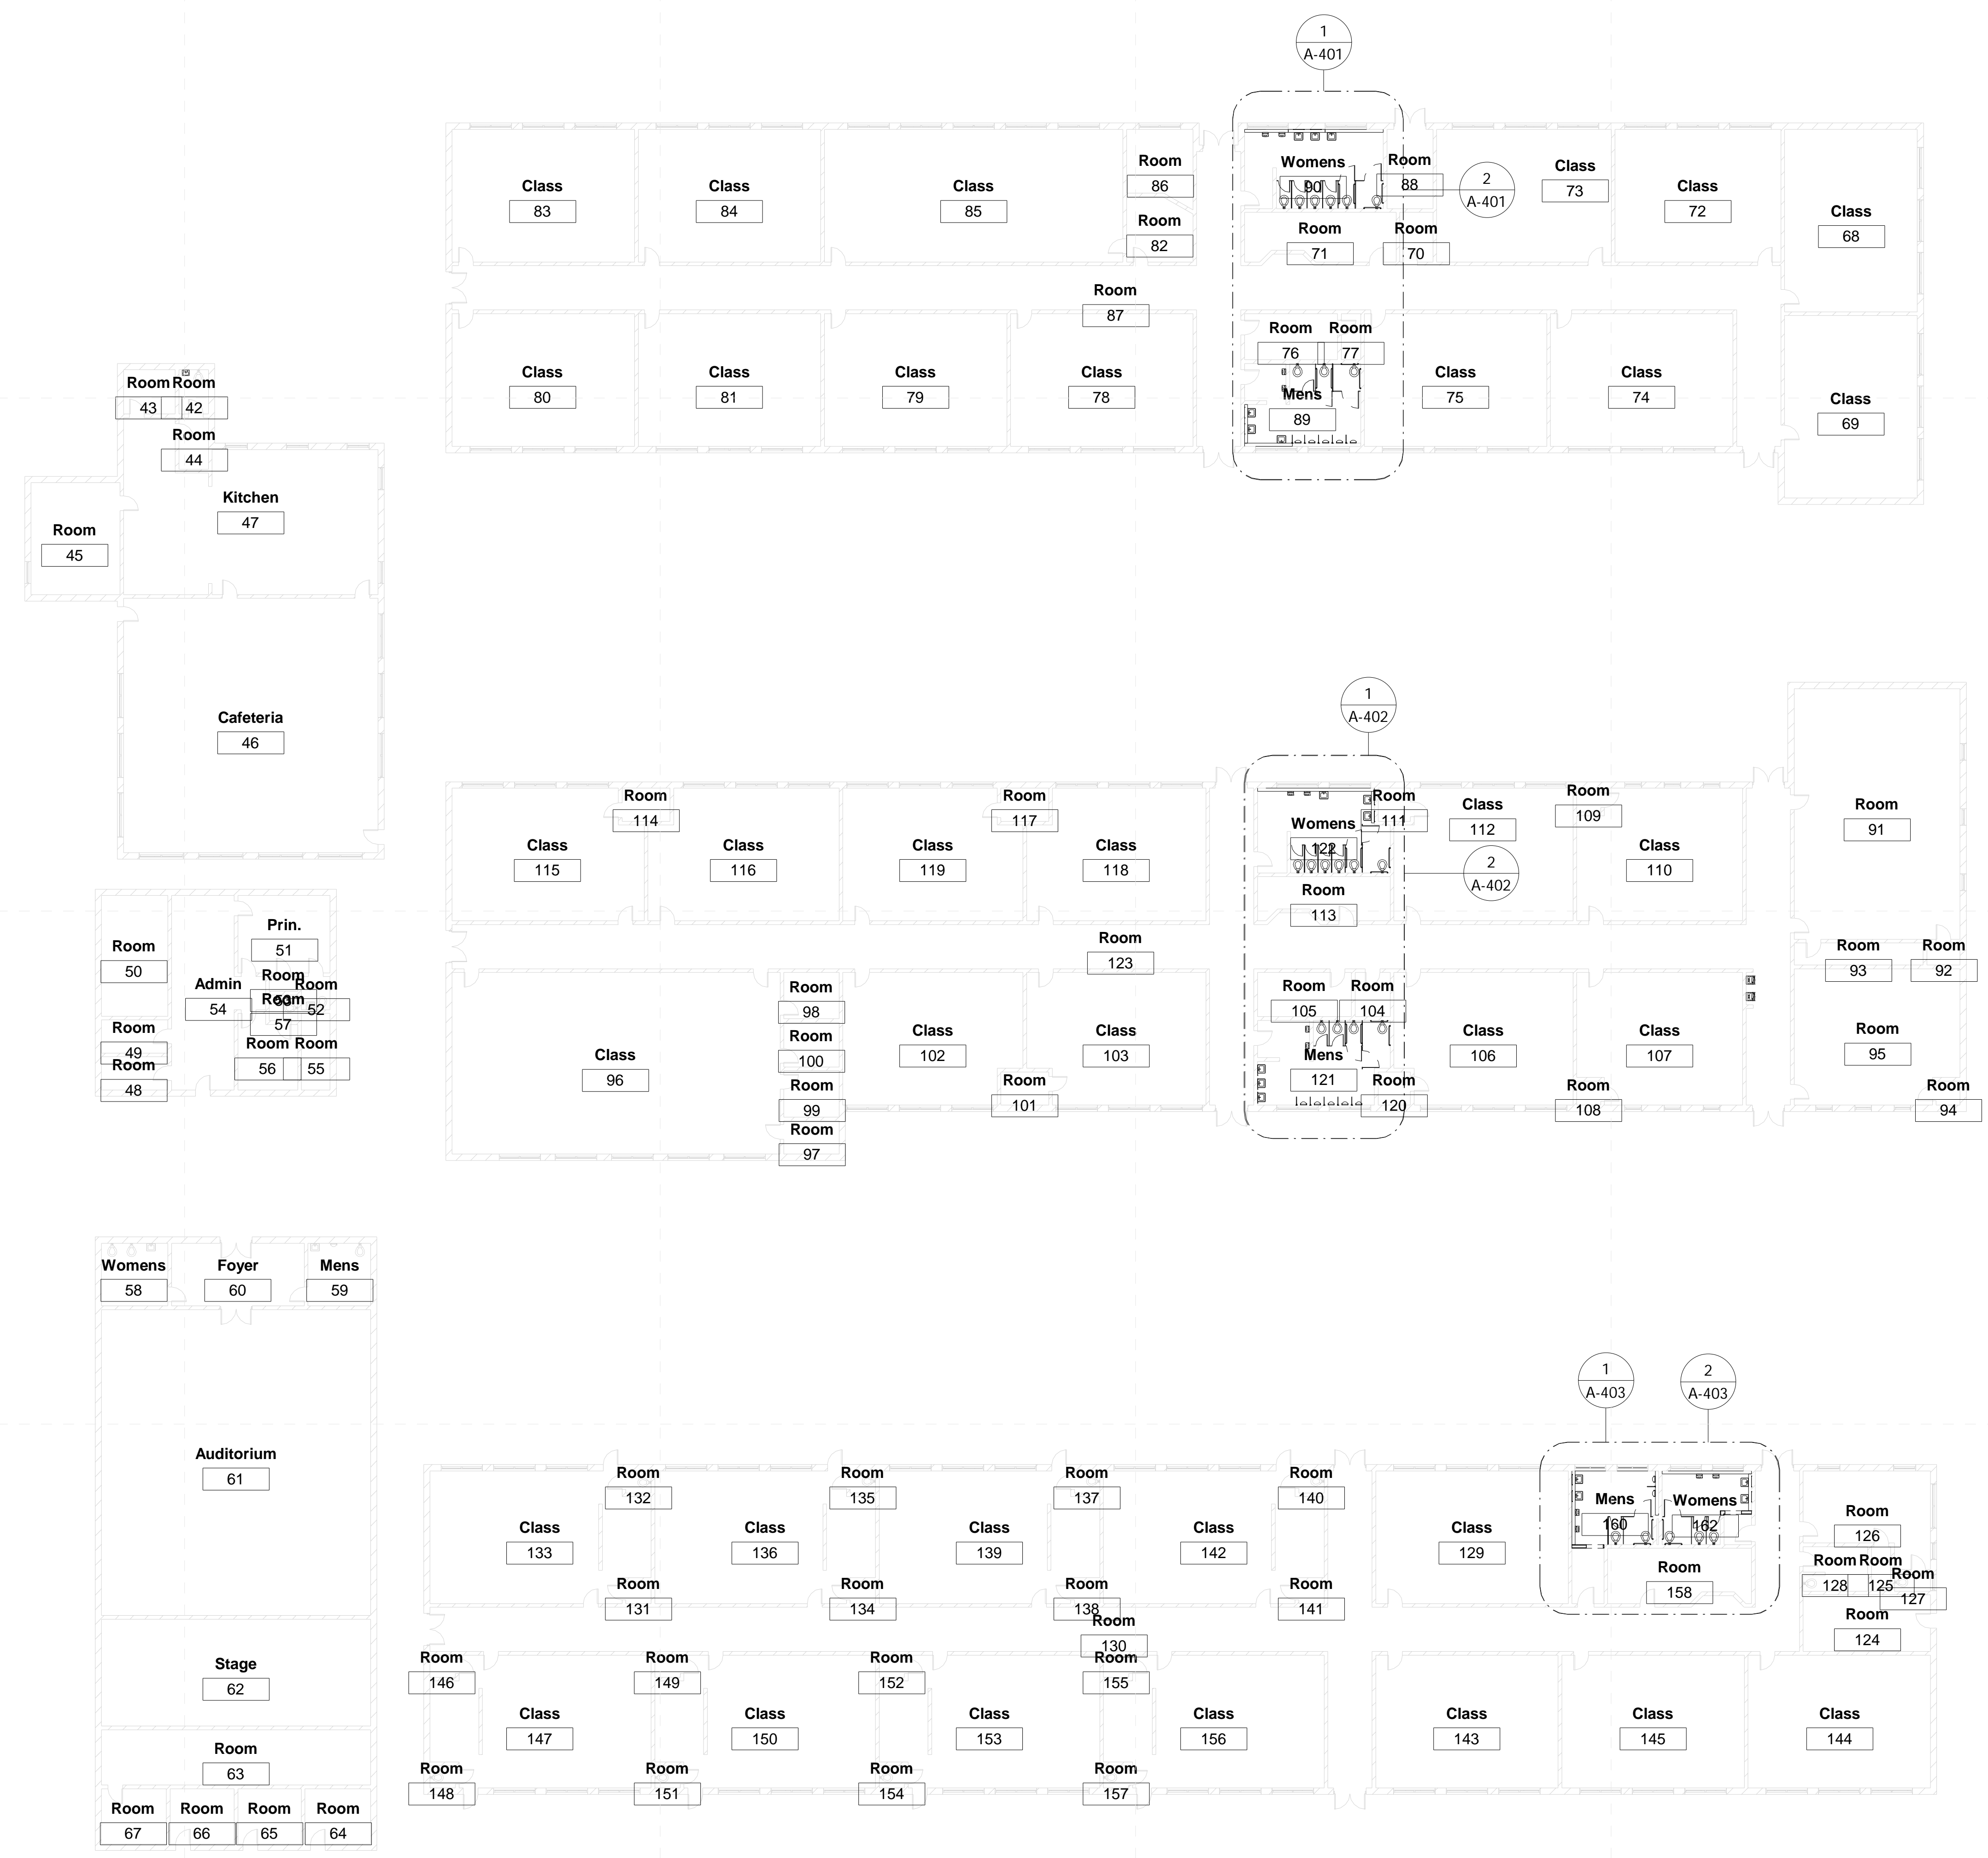 1
A-401
Class
83
Class
84
Class
85
Room
86
Room
82
Womens
90
Room
88
2
A-401
Class
73
Class
72
Class
68
Room
71
Room
70
Room
87
Class
80
Class
81
Class
79
Class
78
Room
76
Room
77
Mens
89
Class
75
Class
74
Class
69
Room
43
Room
42
Room
44
Kitchen
47
Room
45
Cafeteria
46
1
A-402
Room
114
Room
117
Class
115
Class
116
Class
119
Class
118
Womens
122
Room
111
Class
112
Room
109
Class
110
2
A-402
Room
113
Room
91
Room
123
Room
93
Room
92
Prin.
51
Room
50
Admin
54
Room
53
Room
52
Room
57
Room
49
Room
48
Room
56
Room
55
Class
96
Room
98
Room
100
Room
99
Room
97
Class
102
Class
103
Room
101
Room
105
Room
104
Mens
121
Room
120
Class
106
Class
107
Room
108
Room
95
Room
94
Womens
58
Foyer
60
Mens
59
Auditorium
61
Stage
62
Room
63
Room
67
Room
66
Room
65
Room
64
1
A-403
2
A-403
Room
132
Room
135
Room
137
Room
140
Class
133
Class
136
Class
139
Class
142
Class
129
Mens
160
Womens
162
Room
158
Room
126
Room
128
Room
125
Room
127
Room
124
Room
131
Room
134
Room
138
Room
141
Room
130
Room
146
Room
149
Room
152
Room
155
Class
147
Class
150
Class
153
Class
156
Class
143
Class
145
Class
144
Room
148
Room
151
Room
154
Room
157